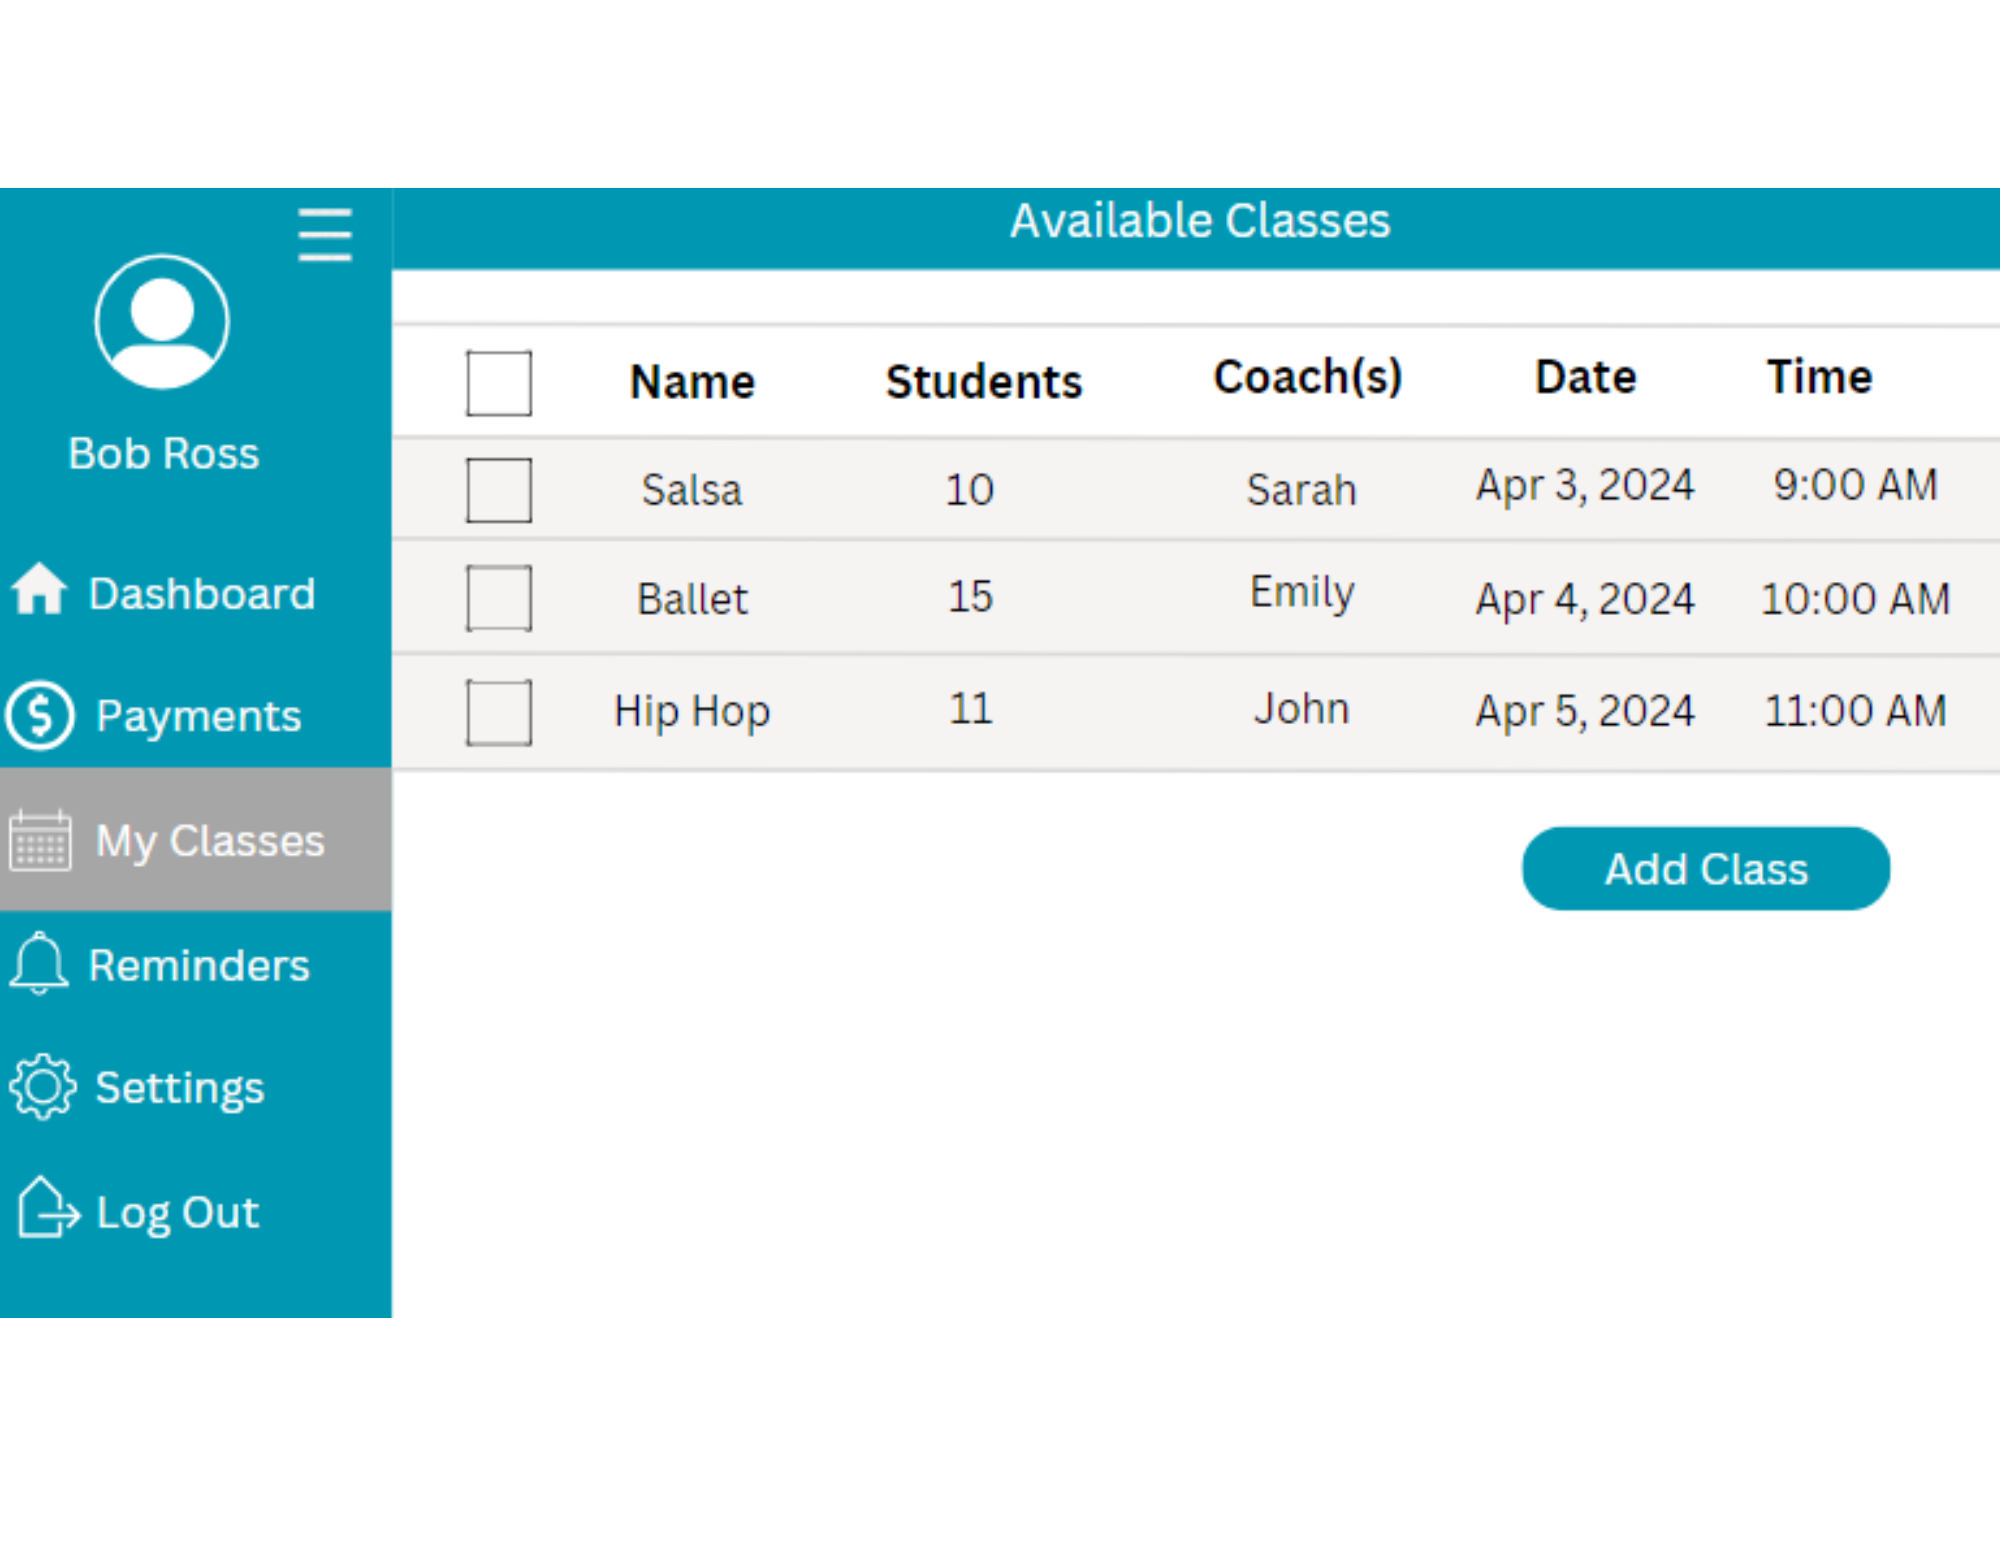 Available Classes
Bob Ross
Dashboard
Payments
My Classes
Reminders
Settings
Log Out
Name Students Coach(s) Date Time
Salsa 10 Sarah Apr 3, 2024 9:00 AM
Ballet 15 Emily Apr 4, 2024 10:00 AM
Hip Hop 11 John Apr 5, 2024 11:00 AM
Add Class